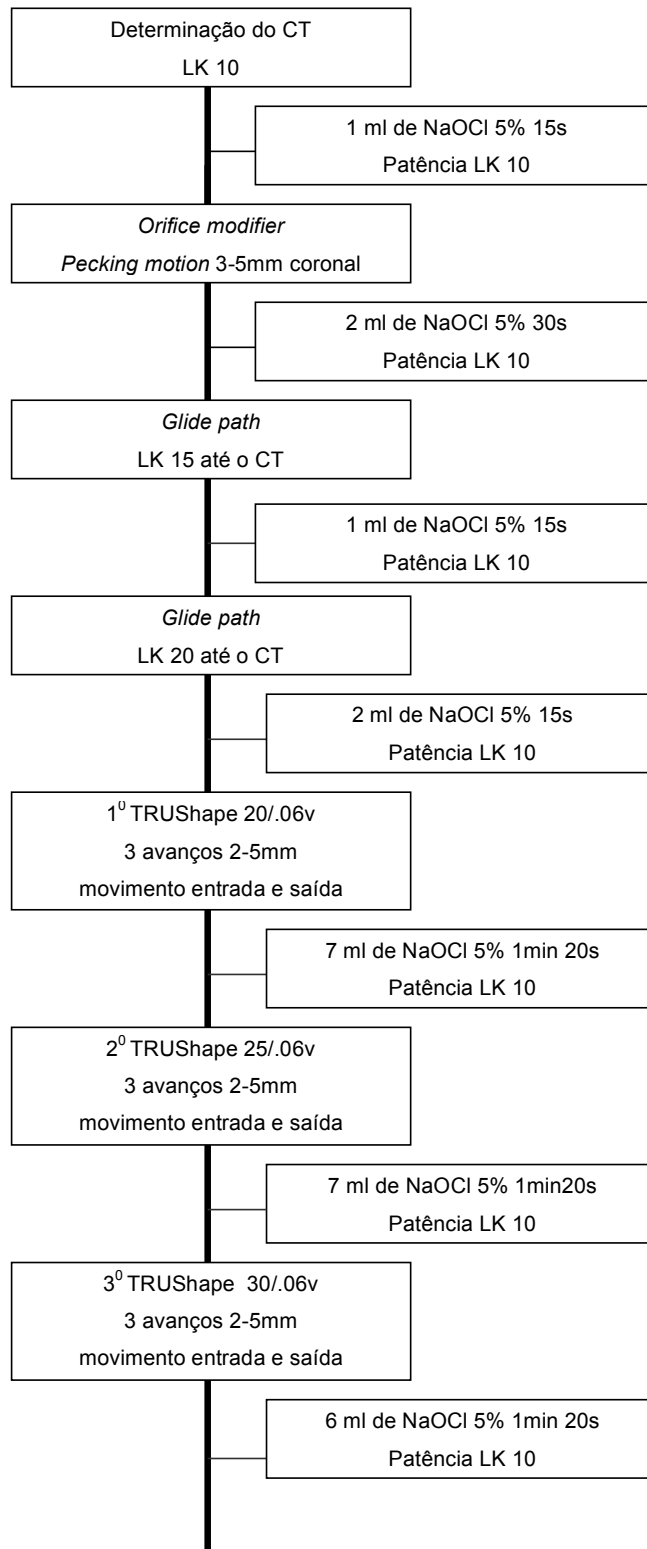 Determinação do CT
LK 10
1 ml de NaOCl 5% 15s
Patência LK 10
Orifice modifier
Pecking motion 3-5mm coronal
2 ml de NaOCl 5% 30s
Patência LK 10
Glide path
LK 15 até o CT
1 ml de NaOCl 5% 15s
Patência LK 10
Glide path
LK 20 até o CT
2 ml de NaOCl 5% 15s
Patência LK 10
1⁰ TRUShape 20/.06v
3 avanços 2-5mm
movimento entrada e saída
7 ml de NaOCl 5% 1min 20s
Patência LK 10
2⁰ TRUShape 25/.06v
3 avanços 2-5mm
movimento entrada e saída
7 ml de NaOCl 5% 1min20s
Patência LK 10
3⁰ TRUShape 30/.06v
3 avanços 2-5mm
movimento entrada e saída
6 ml de NaOCl 5% 1min 20s
Patência LK 10